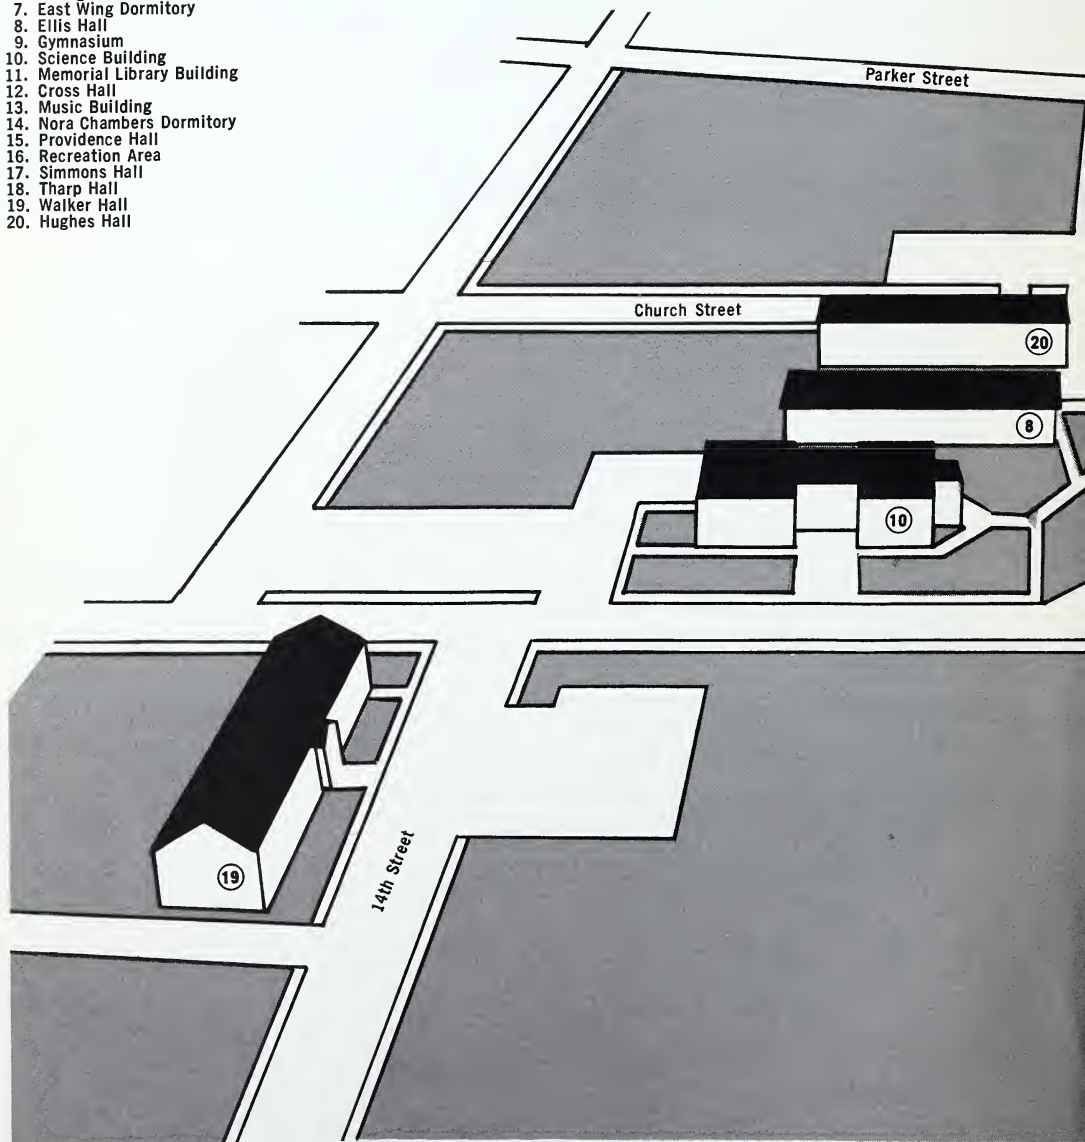 7. East Wing Dormitory
8. Ellis Hall
9. Gymnasium
10. Science Building
11. Memorial Library Building
12. Cross Hall
13. Music Building
14. Nora Chambers Dormitory
15. Providence Hall
16. Recreation Area
17. Simmons Hall
18. Tharp Hall
19. Walker Hall
20. Hughes Hall
Parker Street
Church Street
20
8
10
19
14th Street